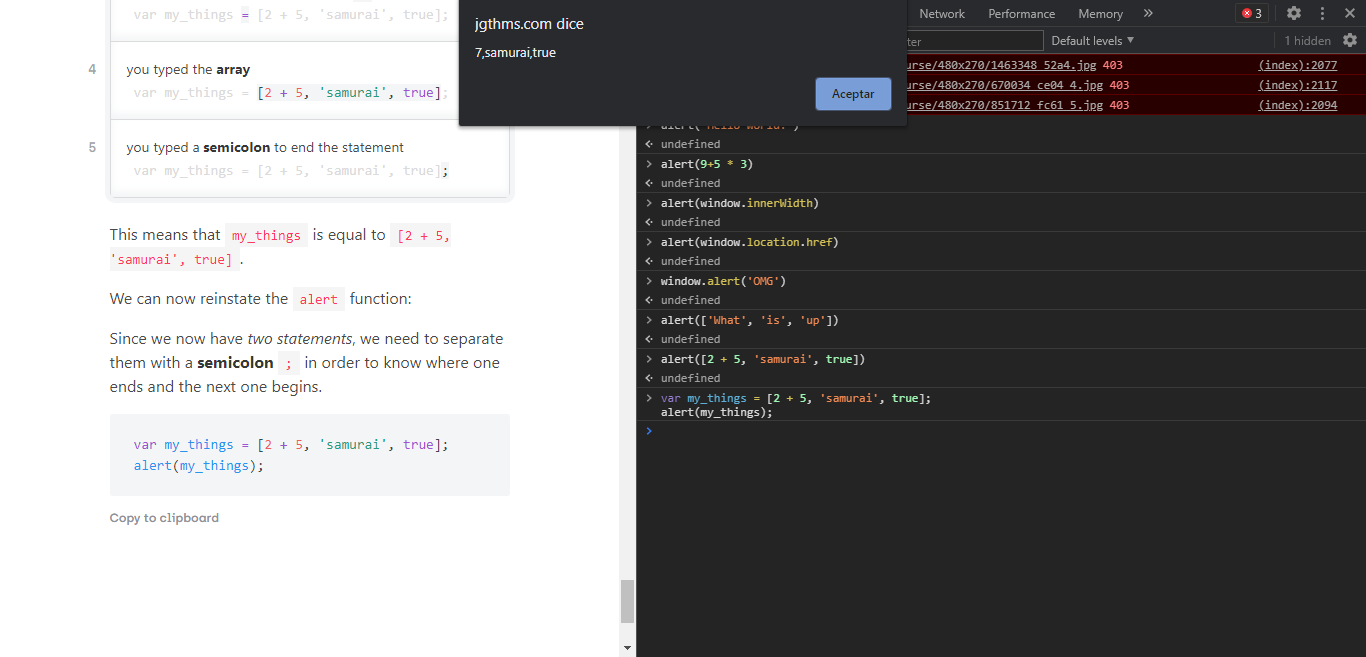 var my_things = [2 + 5, 'samurai', true];
4
you typed the array
var my_things = [2 + 5, 'samurai', true];
5
you typed a semicolon to end the statement
var my_things = [2 + 5, 'samurai', true];
This means that my_things is equal to [2 + 5,
'samurai', true] .
We can now reinstate the alert function:
Since we now have two statements, we need to separate
them with a semicolon ; in order to know where one
ends and the next one begins.
var my_things = [2 + 5, 'samurai', true];
alert(my_things);
Copy to clipboard
jgthms.com dice
7,samurai,true
Aceptar
Network Performance Memory » 3
Default levels ▼ 1 hidden
urse/480x270/1463348_52a4.jpg 403 (index):2077
urse/480x270/670034_ce04_4.jpg 403 (index):2117
urse/480x270/851712_fc61_5.jpg 403 (index):2094
> alert('Hello world!')
<· undefined
> alert(9+5 * 3)
<· undefined
> alert(window.innerWidth)
<· undefined
> alert(window.location.href)
<· undefined
> window.alert('OMG')
<· undefined
> alert(['What', 'is', 'up'])
<· undefined
> alert([2 + 5, 'samurai', true])
<· undefined
> var my_things = [2 + 5, 'samurai', true];
alert(my_things);
>